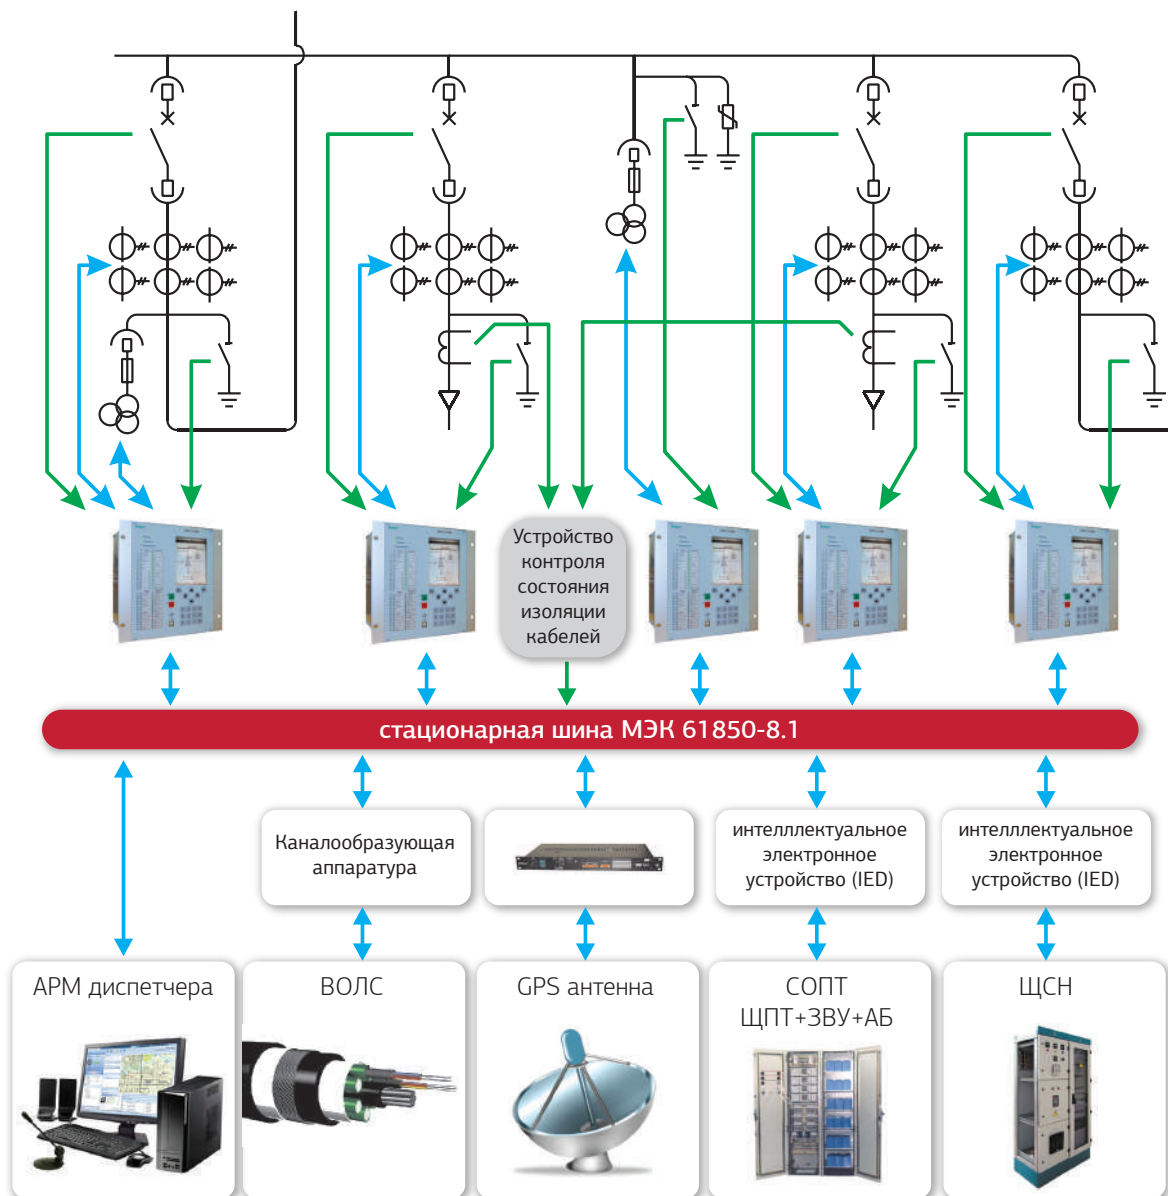 Устройство
контроля
состояния
изоляции
кабелей
стационарная шина МЭК 61850-8.1
Каналообразующая
аппаратура
интелллектуальное
электронное
устройство (IED)
интелллектуальное
электронное
устройство (IED)
АРМ диспетчера
ВОЛС
GPS антенна
СОПТ
ЩПТ+ЗВУ+АБ
ЩСН